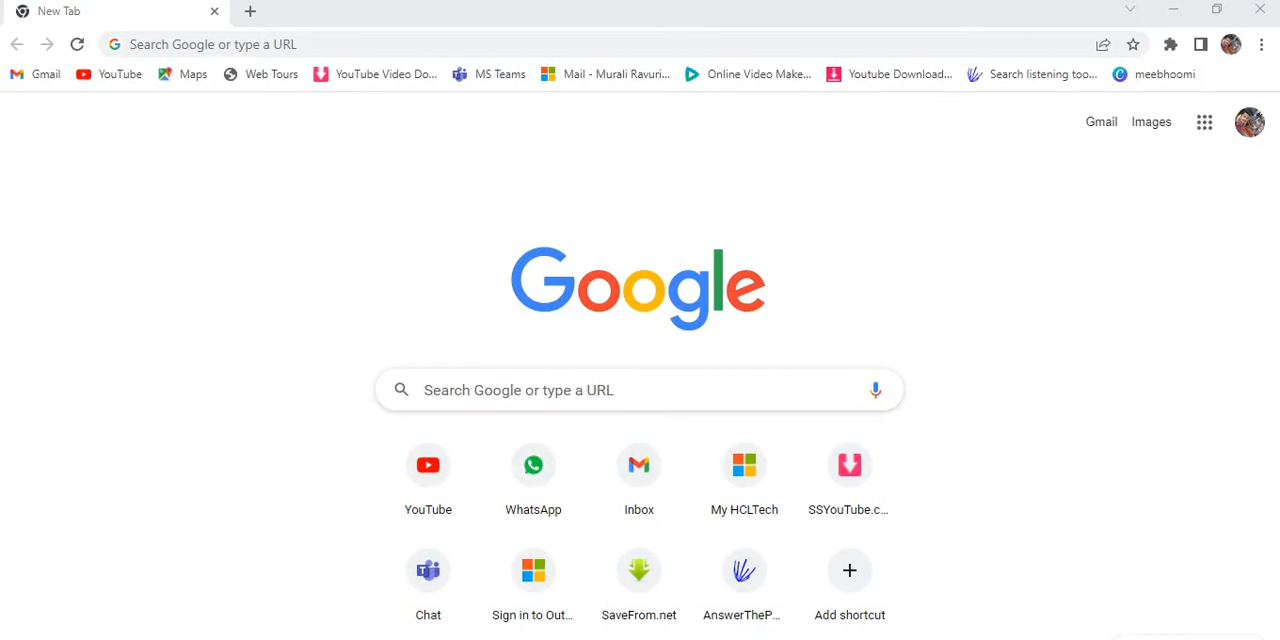 New Tab
Search Google or type a URL
Gmail YouTube Maps Web Tours YouTube Video Do... MS Teams Mail - Murali Ravuri... Online Video Make... Youtube Download... Search listening too... meebhoomi
Gmail Images
Google
Search Google or type a URL
YouTube WhatsApp Inbox My HCLTech SSYouTube.c...
Chat Sign in to Out... SaveFrom.net AnswerTheP... Add shortcut